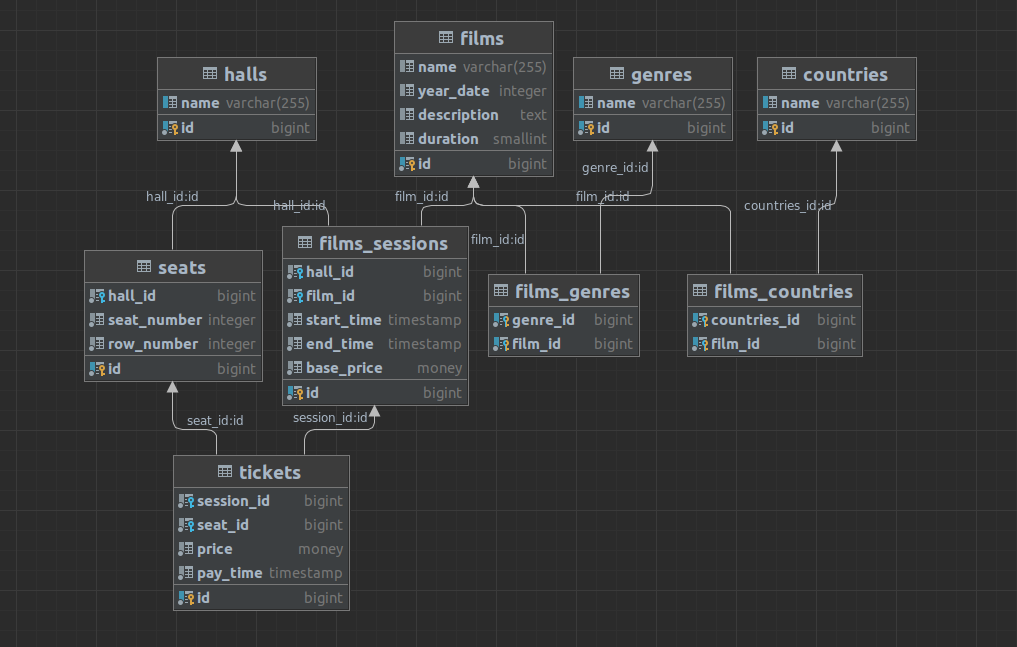 films
name varchar(255)
year_date integer
description text
duration smallint
id bigint
halls
name varchar(255)
id bigint
genres
name varchar(255)
id bigint
countries
name varchar(255)
id bigint
genre_id:id
hall_id:id
hall_id:id
film_id:id
film_id:id
countries_id:id
film_id:id
seats
hall_id bigint
seat_number integer
row_number integer
id bigint
films_sessions
hall_id bigint
film_id bigint
start_time timestamp
end_time timestamp
base_price money
id bigint
films_genres
genre_id bigint
film_id bigint
films_countries
countries_id bigint
film_id bigint
seat_id:id
session_id:id
tickets
session_id bigint
seat_id bigint
price money
pay_time timestamp
id bigint